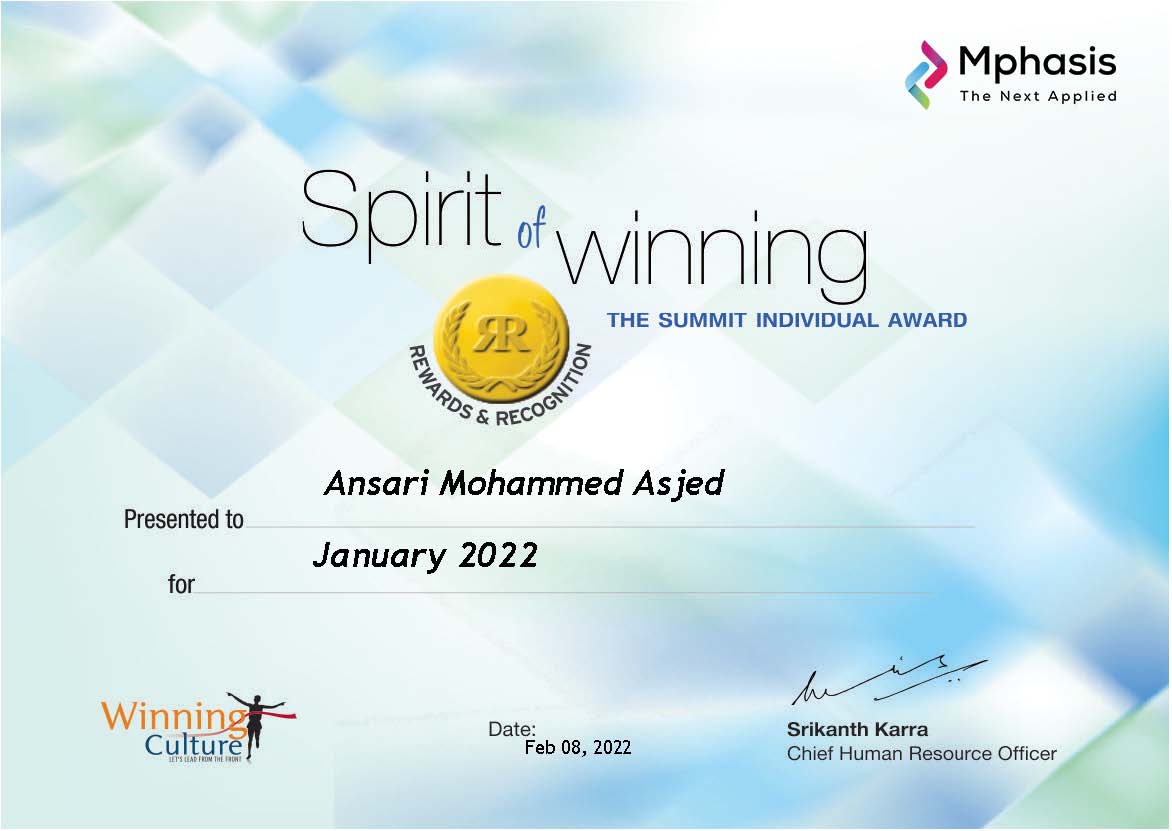 Mphasis
The Next Applied
Spirit of winning
THE SUMMIT INDIVIDUAL AWARD
RR
REWARDS & RECOGNITION
Ansari Mohammed Asjed
Presented to
January 2022
for
Winning
Culture
LET'S LEAD FROM THE FRONT
Date:
Feb 08, 2022
Srikanth Karra
Chief Human Resource Officer